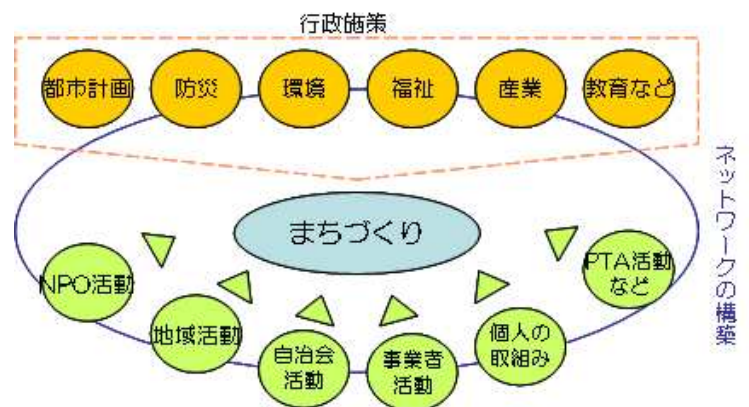 行政施策
都市計画
防災
環境
福祉
産業
教育など
ネットワークの構築
まちづくり
NPO活動
地域活動
自治会
活動
事業者
活動
個人の
取組み
PTA活動
など